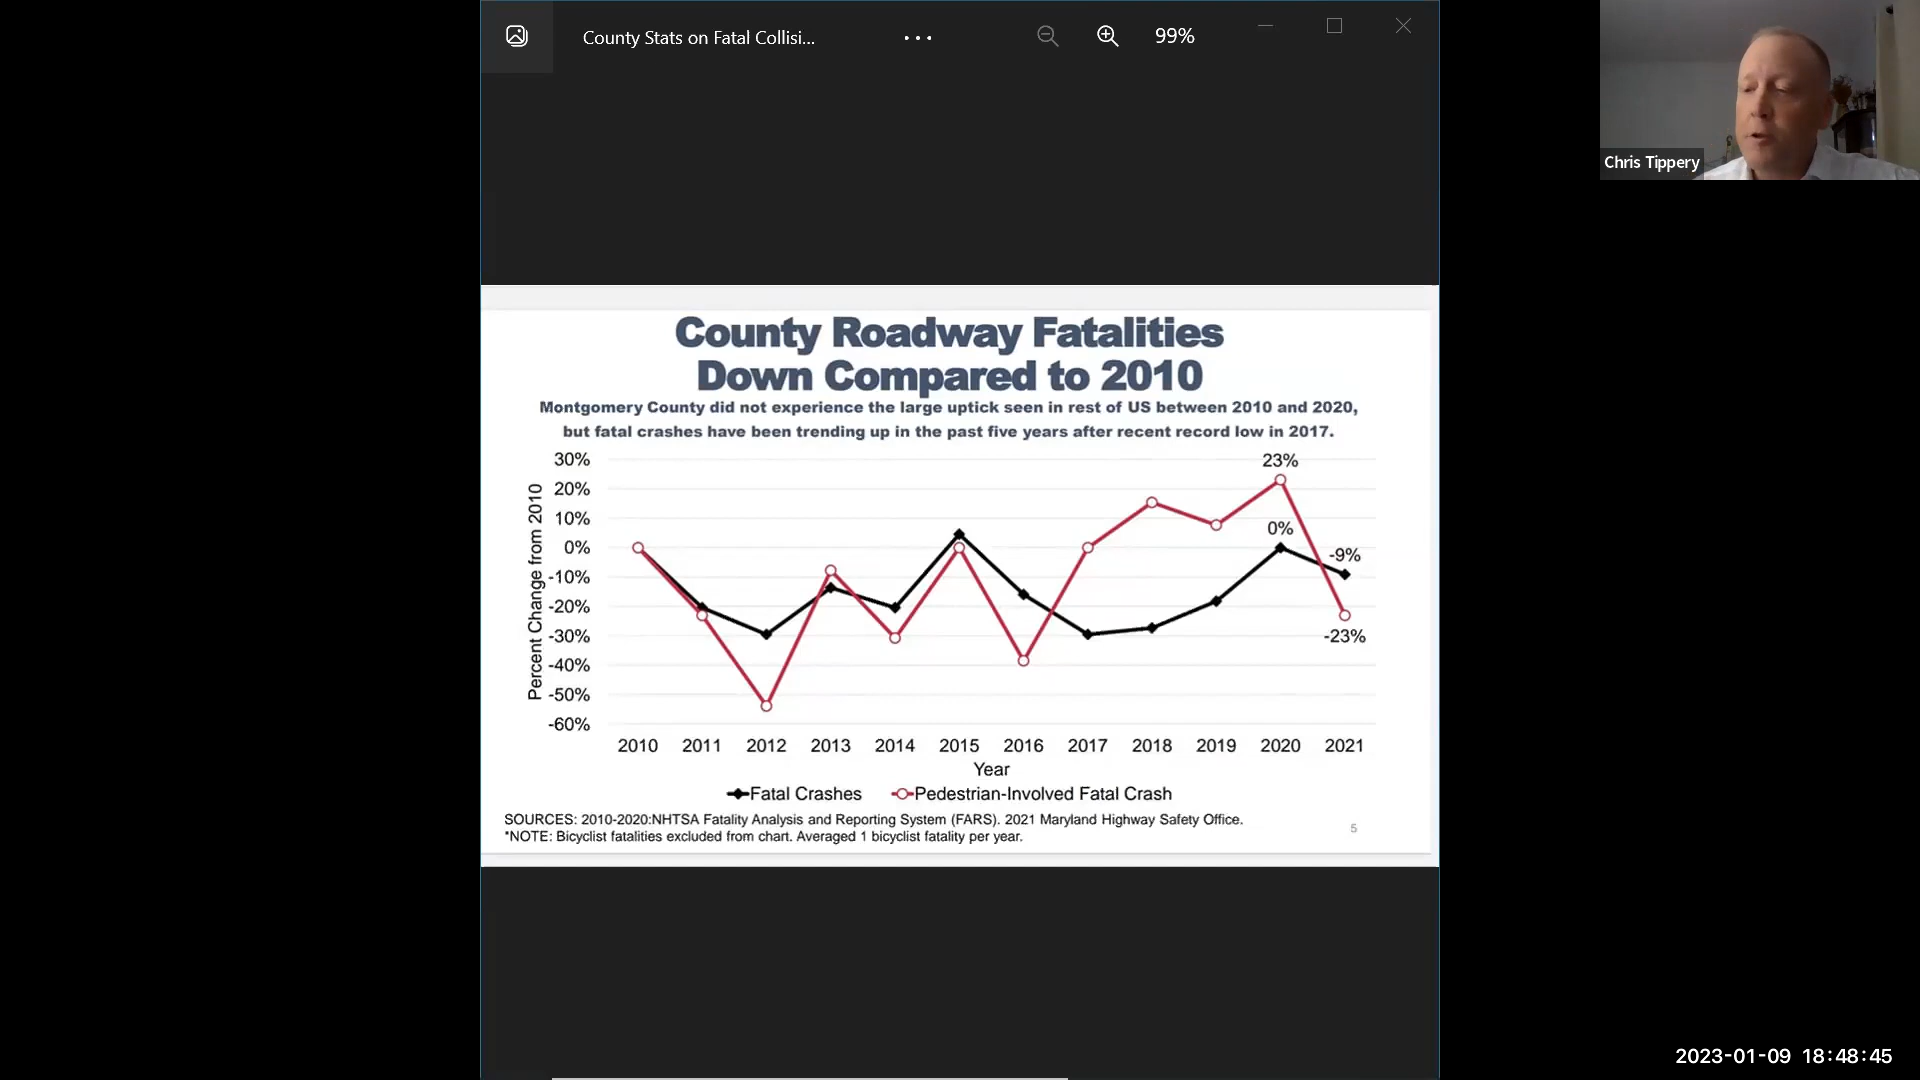 County Stats on Fatal Collisi...
99%
Chris Tippery
County Roadway Fatalities
Down Compared to 2010
Montgomery County did not experience the large uptick seen in rest of US between 2010 and 2020,
but fatal crashes have been trending up in the past five years after recent record low in 2017.
Percent Change from 2010
30%
20%
10%
0%
-10%
-20%
-30%
-40%
-50%
-60%
23%
0%
-9%
-23%
2010 2011 2012 2013 2014 2015 2016 2017 2018 2019 2020 2021
Year
Fatal Crashes Pedestrian-Involved Fatal Crash
SOURCES: 2010-2020:NHTSA Fatality Analysis and Reporting System (FARS). 2021 Maryland Highway Safety Office.
*NOTE: Bicyclist fatalities excluded from chart. Averaged 1 bicyclist fatality per year.
5
2023-01-09 18:48:45